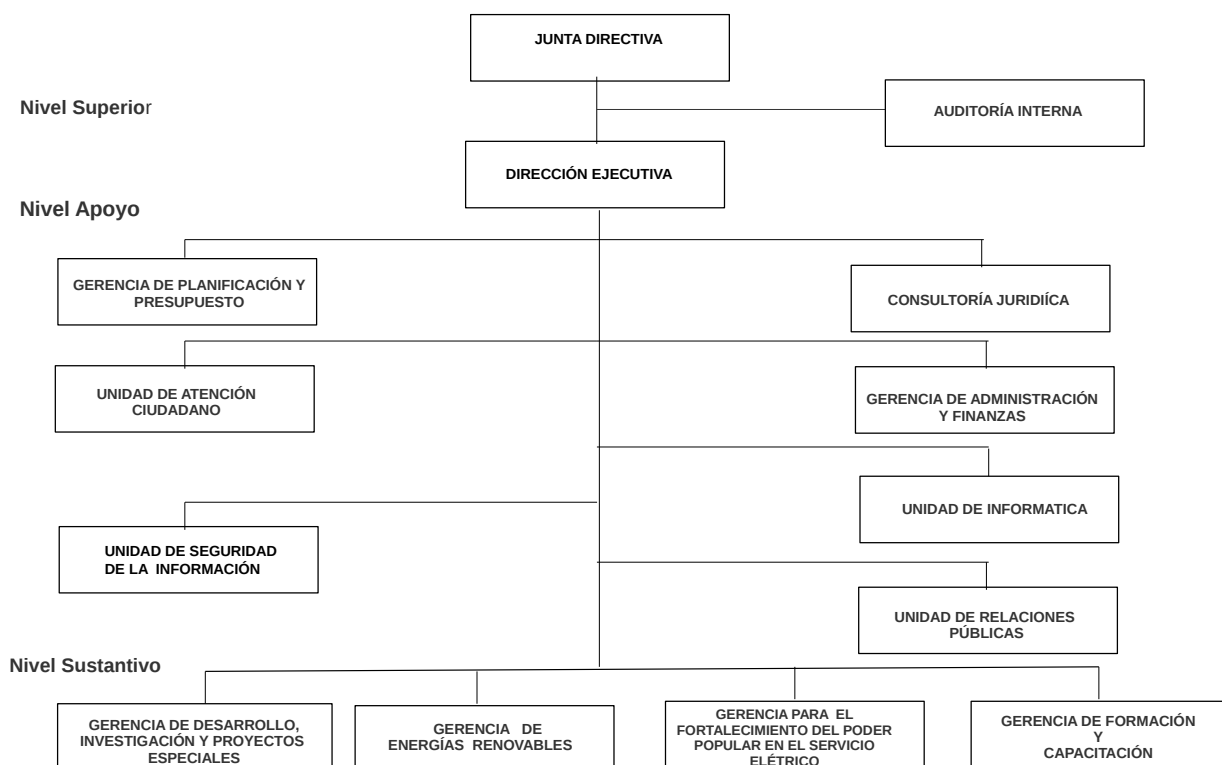 JUNTA DIRECTIVA
Nivel Superior
AUDITORÍA INTERNA
DIRECCIÓN EJECUTIVA
Nivel Apoyo
GERENCIA DE PLANIFICACIÓN Y
PRESUPUESTO
CONSULTORÍA JURIDIÍCA
UNIDAD DE ATENCIÓN
CIUDADANO
GERENCIA DE ADMINISTRACIÓN
Y FINANZAS
UNIDAD DE INFORMATICA
UNIDAD DE SEGURIDAD
DE LA INFORMACIÓN
UNIDAD DE RELACIONES
PÚBLICAS
Nivel Sustantivo
GERENCIA DE DESARROLLO,
INVESTIGACIÓN Y PROYECTOS
ESPECIALES
GERENCIA DE
ENERGÍAS RENOVABLES
GERENCIA PARA EL
FORTALECIMIENTO DEL PODER
POPULAR EN EL SERVICIO
ELÉTRICO
GERENCIA DE FORMACIÓN
Y
CAPACITACIÓN